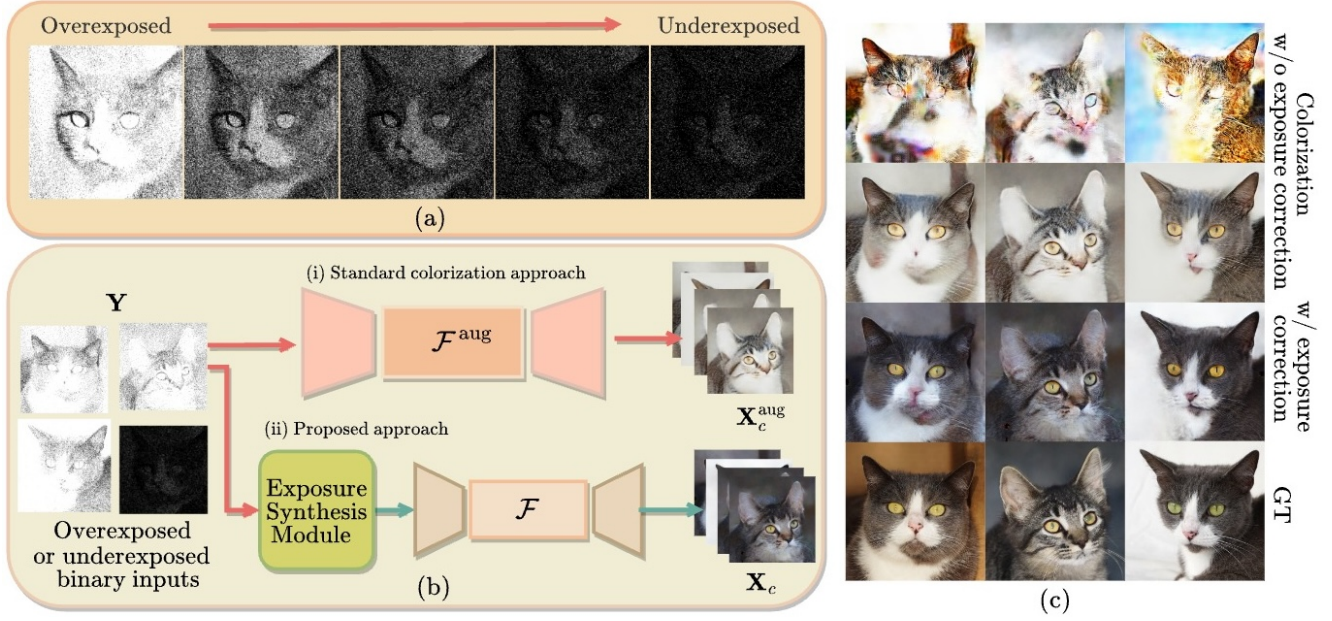 Overexposed
Underexposed
(a)
(i) Standard colorization approach
Y
F^aug
X_c^aug
(ii) Proposed approach
Exposure
Synthesis
Module
F
Overexposed
or underexposed
binary inputs
X_c
(b)
Colorization
w/o exposure correction
w/ exposure
correction
GT
(c)